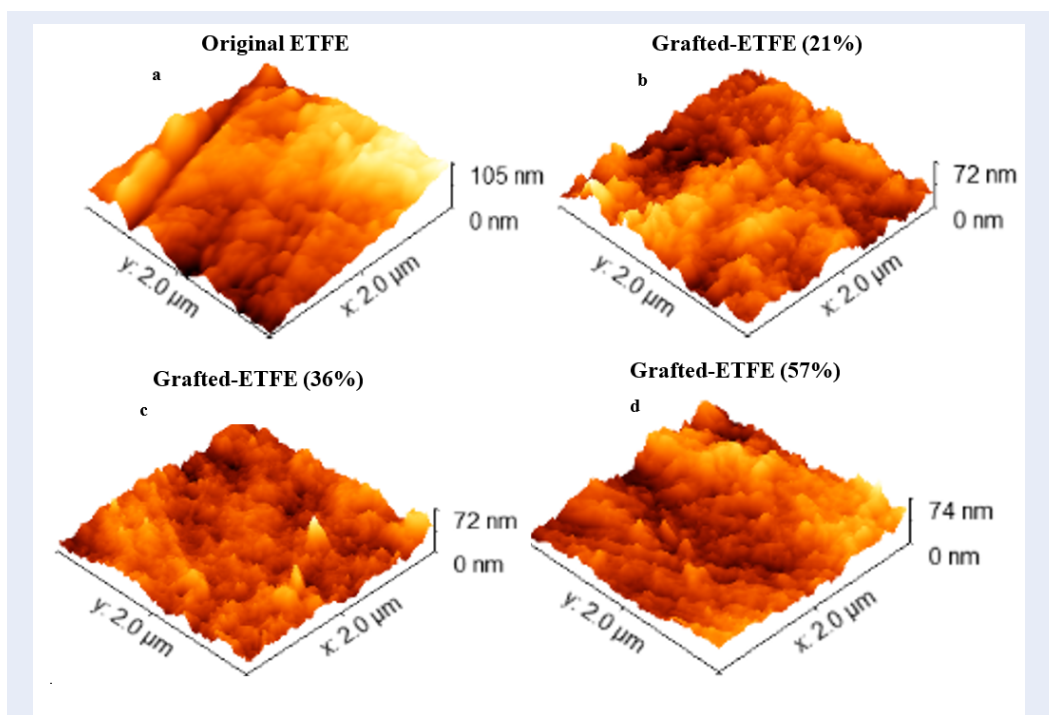 Original ETFE
a
105 nm
0 nm
y: 2.0 µm
x: 2.0 µm
Grafted-ETFE (21%)
b
72 nm
0 nm
y: 2.0 µm
x: 2.0 µm
Grafted-ETFE (36%)
c
72 nm
0 nm
y: 2.0 µm
x: 2.0 µm
Grafted-ETFE (57%)
d
74 nm
0 nm
y: 2.0 µm
x: 2.0 µm